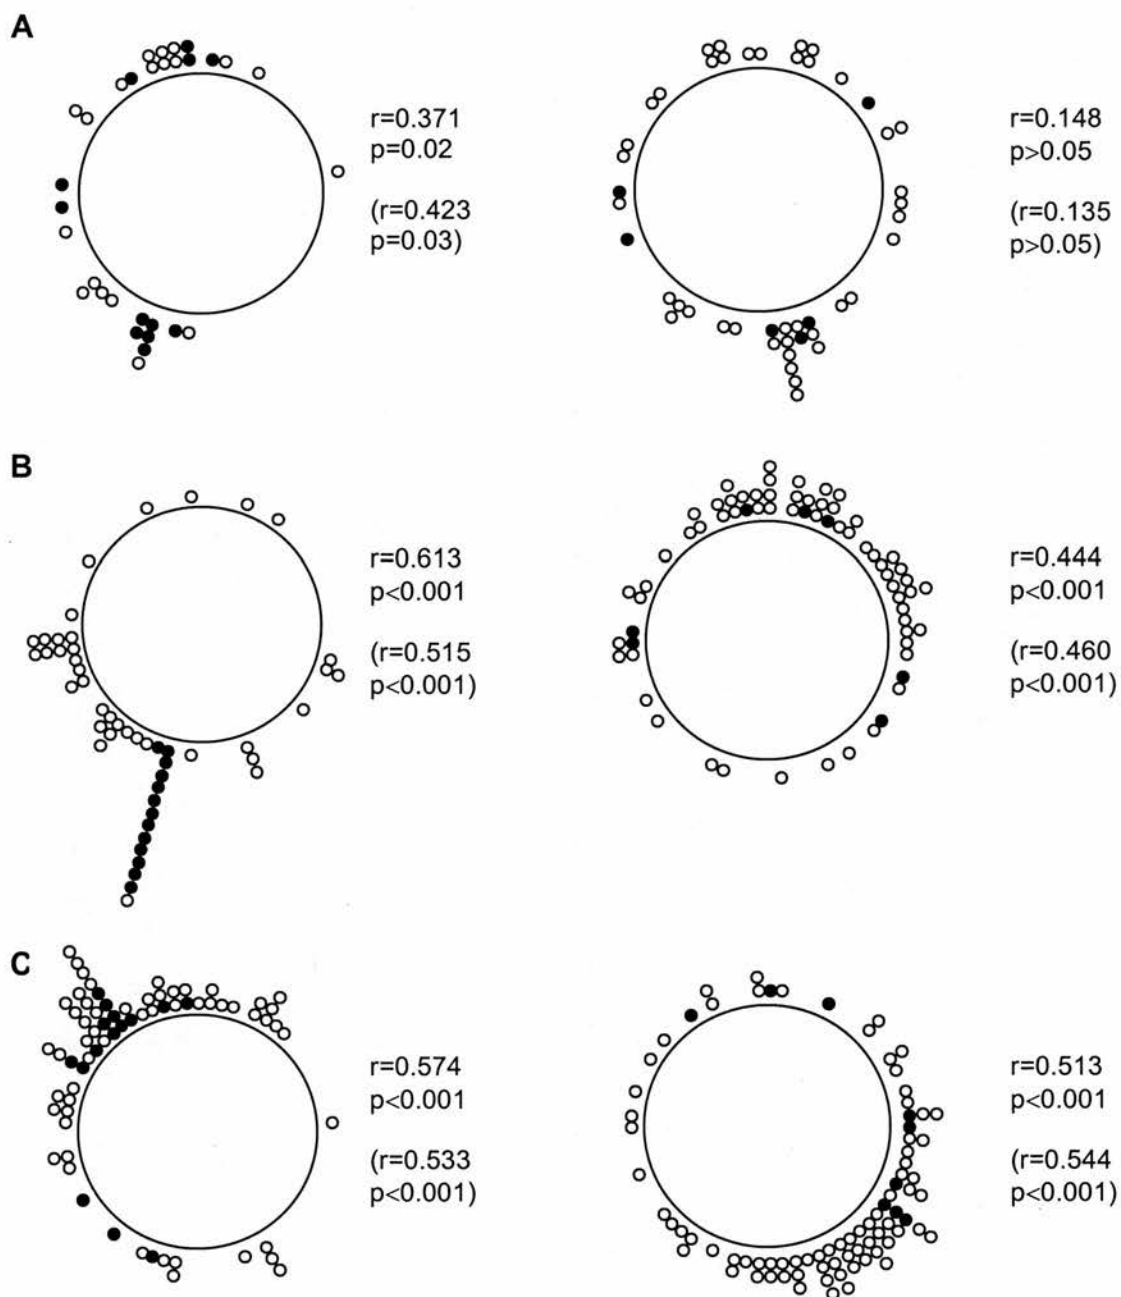 A
r=0.371
p=0.02
(r=0.423
p=0.03)
r=0.148
p>0.05
(r=0.135
p>0.05)
B
r=0.613
p<0.001
(r=0.515
p<0.001)
r=0.444
p<0.001
(r=0.460
p<0.001)
C
r=0.574
p<0.001
(r=0.533
p<0.001)
r=0.513
p<0.001
(r=0.544
p<0.001)